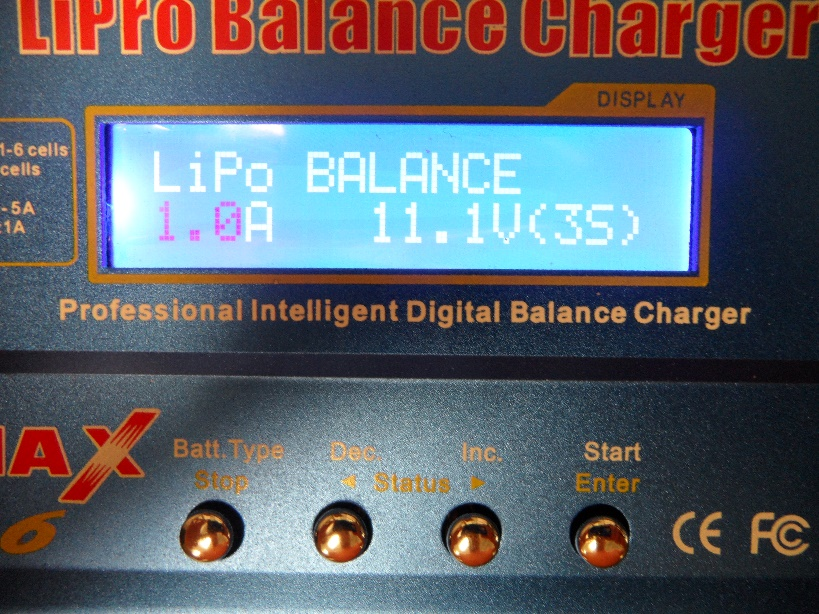 LiPro Balance Charger
DISPLAY
1-6 cells
cells
- 5A
1A
LiPo BALANCE
1.0A 11.1V(3S)
Professional Intelligent Digital Balance Charger
AX
6
Batt.Type Dec. Inc. Start
Stop ◄ Status ► Enter
CE FC